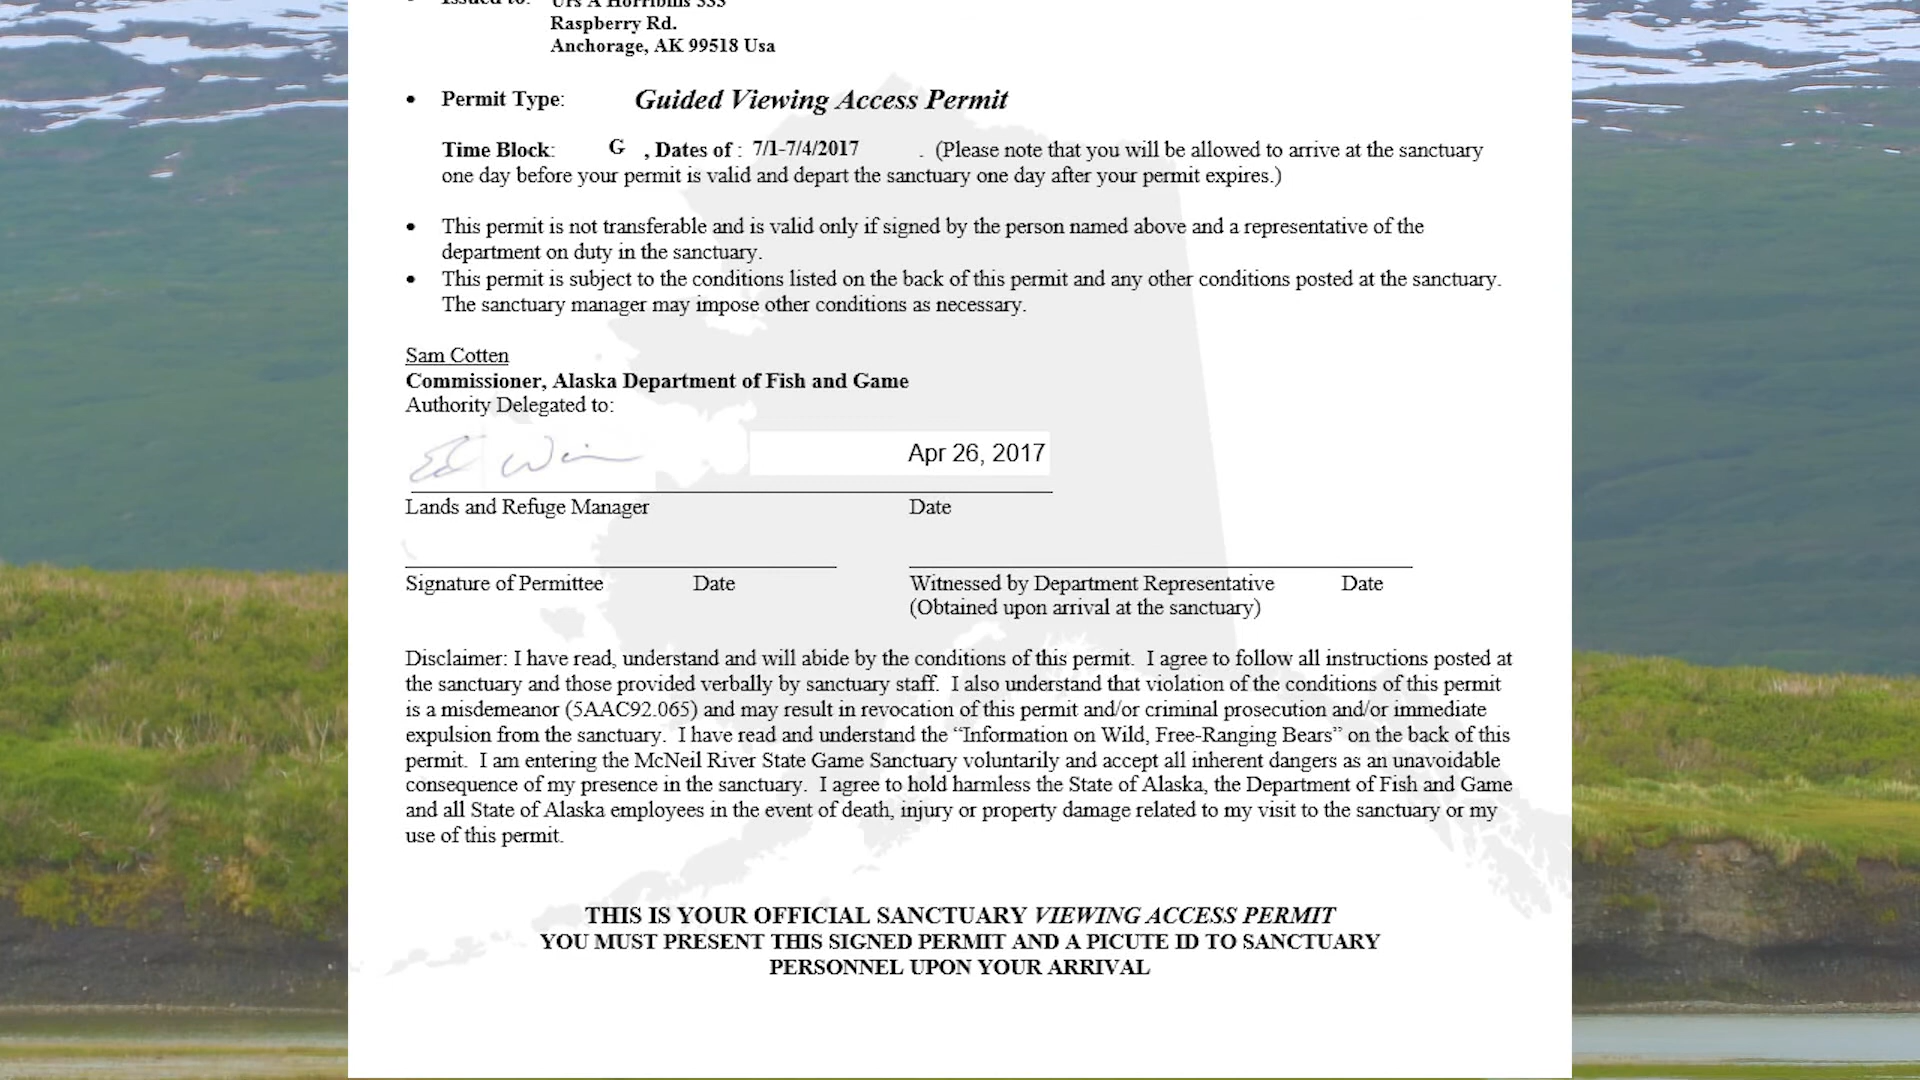 • Issued to: Urs A Horribilis 333
Raspberry Rd.
Anchorage, AK 99518 Usa
• Permit Type: Guided Viewing Access Permit
Time Block: G , Dates of : 7/1-7/4/2017 . (Please note that you will be allowed to arrive at the sanctuary
one day before your permit is valid and depart the sanctuary one day after your permit expires.)
• This permit is not transferable and is valid only if signed by the person named above and a representative of the
department on duty in the sanctuary.
• This permit is subject to the conditions listed on the back of this permit and any other conditions posted at the sanctuary.
The sanctuary manager may impose other conditions as necessary.
Sam Cotten
Commissioner, Alaska Department of Fish and Game
Authority Delegated to:
Apr 26, 2017
Lands and Refuge Manager Date
Signature of Permittee Date Witnessed by Department Representative Date
(Obtained upon arrival at the sanctuary)
Disclaimer: I have read, understand and will abide by the conditions of this permit. I agree to follow all instructions posted at
the sanctuary and those provided verbally by sanctuary staff. I also understand that violation of the conditions of this permit
is a misdemeanor (5AAC92.065) and may result in revocation of this permit and/or criminal prosecution and/or immediate
expulsion from the sanctuary. I have read and understand the “Information on Wild, Free-Ranging Bears” on the back of this
permit. I am entering the McNeil River State Game Sanctuary voluntarily and accept all inherent dangers as an unavoidable
consequence of my presence in the sanctuary. I agree to hold harmless the State of Alaska, the Department of Fish and Game
and all State of Alaska employees in the event of death, injury or property damage related to my visit to the sanctuary or my
use of this permit.
THIS IS YOUR OFFICIAL SANCTUARY VIEWING ACCESS PERMIT
YOU MUST PRESENT THIS SIGNED PERMIT AND A PICUTE ID TO SANCTUARY
PERSONNEL UPON YOUR ARRIVAL